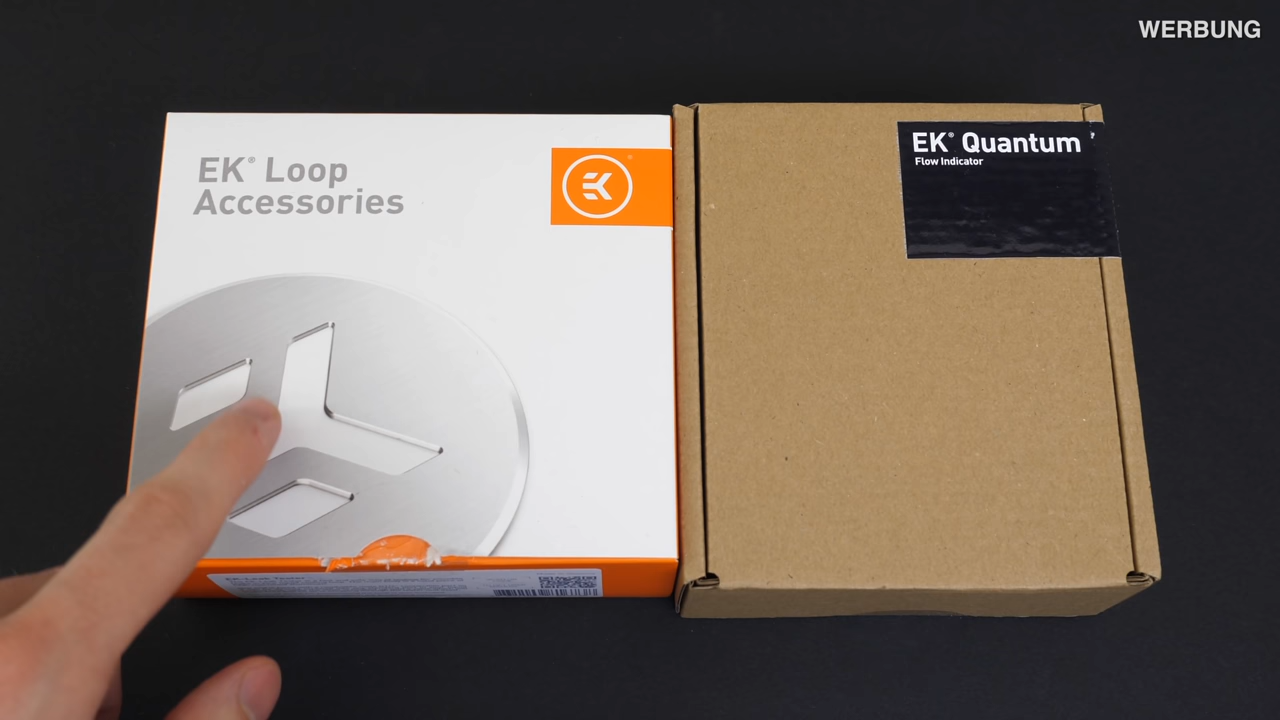 WERBUNG
EK® Loop
Accessories
EK® Quantum
Flow Indicator